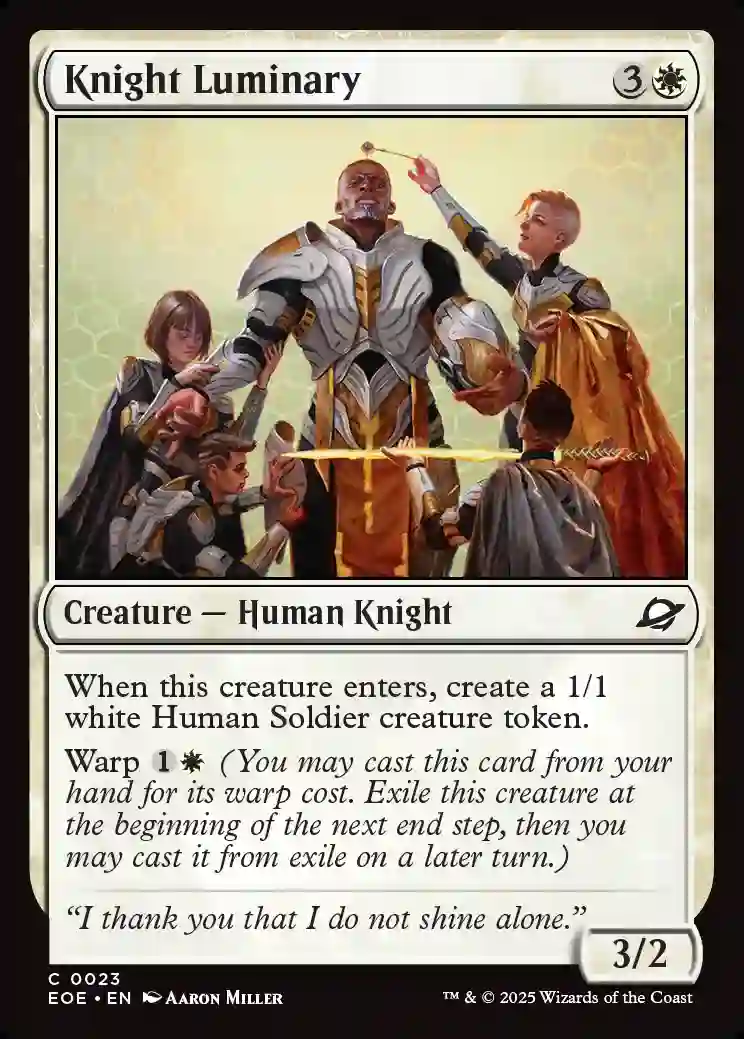 Knight Luminary 3
Creature — Human Knight
When this creature enters, create a 1/1
white Human Soldier creature token.
Warp 1 (You may cast this card from your
hand for its warp cost. Exile this creature at
the beginning of the next end step, then you
may cast it from exile on a later turn.)
“I thank you that I do not shine alone.”
3/2
C 0023
EOE • EN Aaron Miller
™ & © 2025 Wizards of the Coast